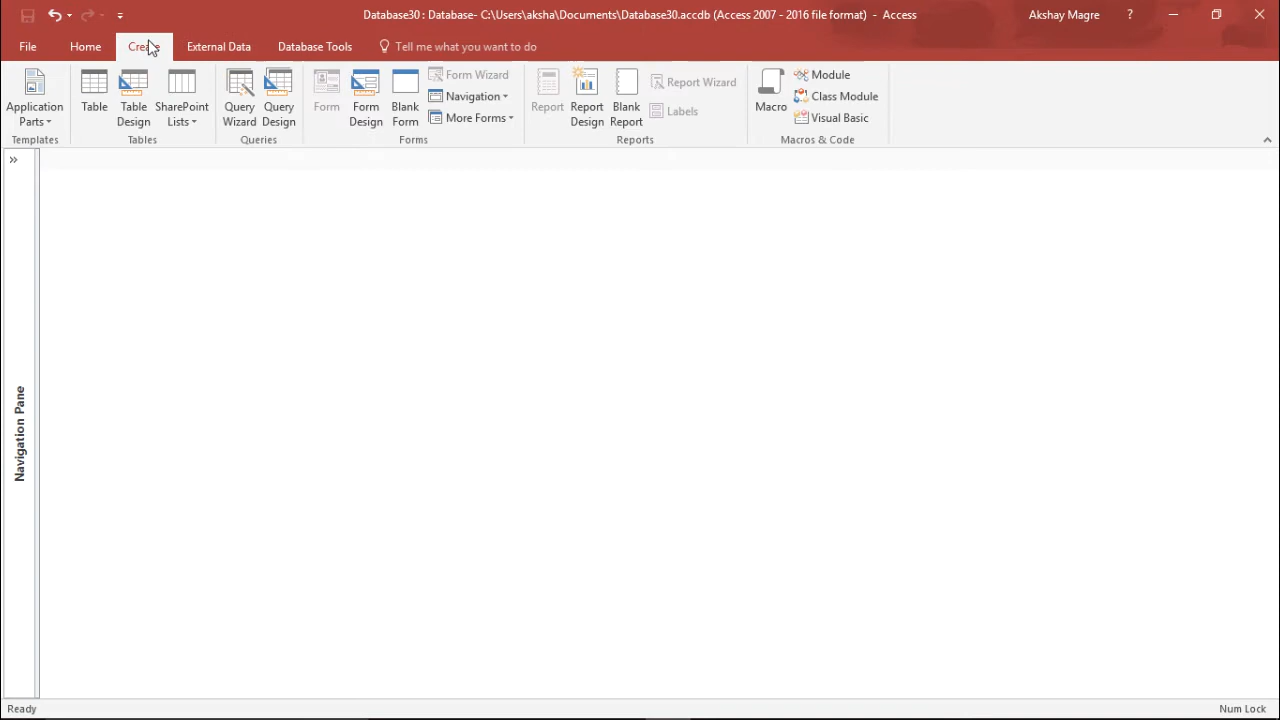 Database30 : Database- C:\Users\aksha\Documents\Database30.accdb (Access 2007 - 2016 file format) - Access
Akshay Magre
?
File
Home
Create
External Data
Database Tools
Tell me what you want to do
Application Parts
Table
Table Design
SharePoint Lists
Query Wizard
Query Design
Form
Form Design
Blank Form
Form Wizard
Navigation
More Forms
Report
Report Design
Blank Report
Report Wizard
Labels
Macro
Module
Class Module
Visual Basic
Templates
Tables
Queries
Forms
Reports
Macros & Code
»
Navigation Pane
Ready
Num Lock